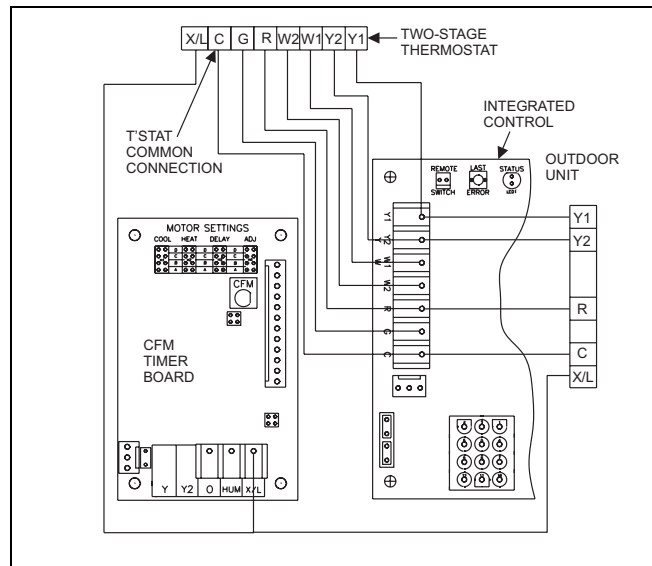 X/L C G R W2 W1 Y2 Y1
TWO-STAGE
THERMOSTAT
T'STAT
COMMON
CONNECTION
INTEGRATED
CONTROL
OUTDOOR
UNIT
REMOTE
SWITCH
LAST
ERROR
STATUS
LED1
Y1
Y2
Y
W1
W
W2
R
G
C
Y1
Y2
R
C
X/L
MOTOR SETTINGS
COOL HEAT DELAY ADJ
D D D
C C C
B B B
A A A
CFM
CFM
TIMER
BOARD
Y Y2 O HUM X/L